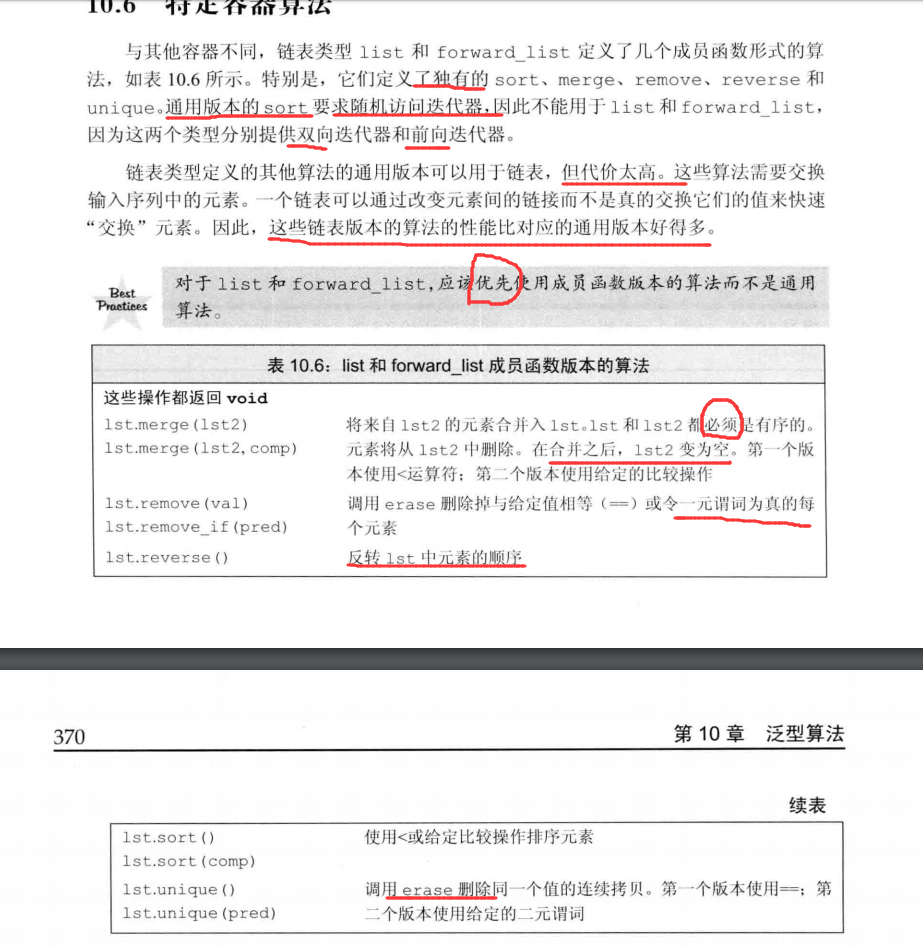 10.6 特定容器算法
与其他容器不同，链表类型 list 和 forward_list 定义了几个成员函数形式的算
法，如表 10.6 所示。特别是，它们定义了独有的 sort、merge、remove、reverse 和
unique。通用版本的 sort 要求随机访问迭代器，因此不能用于 list 和 forward_list，
因为这两个类型分别提供双向迭代器和前向迭代器。
链表类型定义的其他算法的通用版本可以用于链表，但代价太高。这些算法需要交换
输入序列中的元素。一个链表可以通过改变元素间的链接而不是真的交换它们的值来快速
“交换”元素。因此，这些链表版本的算法的性能比对应的通用版本好得多。
Best
Practices
对于 list 和 forward_list，应该优先使用成员函数版本的算法而不是通用
算法。
表 10.6：list 和 forward_list 成员函数版本的算法
这些操作都返回 void
lst.merge(lst2) 将来自 lst2 的元素合并入 lst。lst 和 lst2 都必须是有序的。
lst.merge(lst2,comp) 元素将从 lst2 中删除。在合并之后，lst2 变为空。第一个版
本使用<运算符；第二个版本使用给定的比较操作
lst.remove(val) 调用 erase 删除掉与给定值相等（==）或令一元谓词为真的每
lst.remove_if(pred) 个元素
lst.reverse() 反转 lst 中元素的顺序
370 第 10 章 泛型算法
续表
lst.sort() 使用<或给定比较操作排序元素
lst.sort(comp)
lst.unique() 调用 erase 删除同一个值的连续拷贝。第一个版本使用==；第
lst.unique(pred) 二个版本使用给定的二元谓词